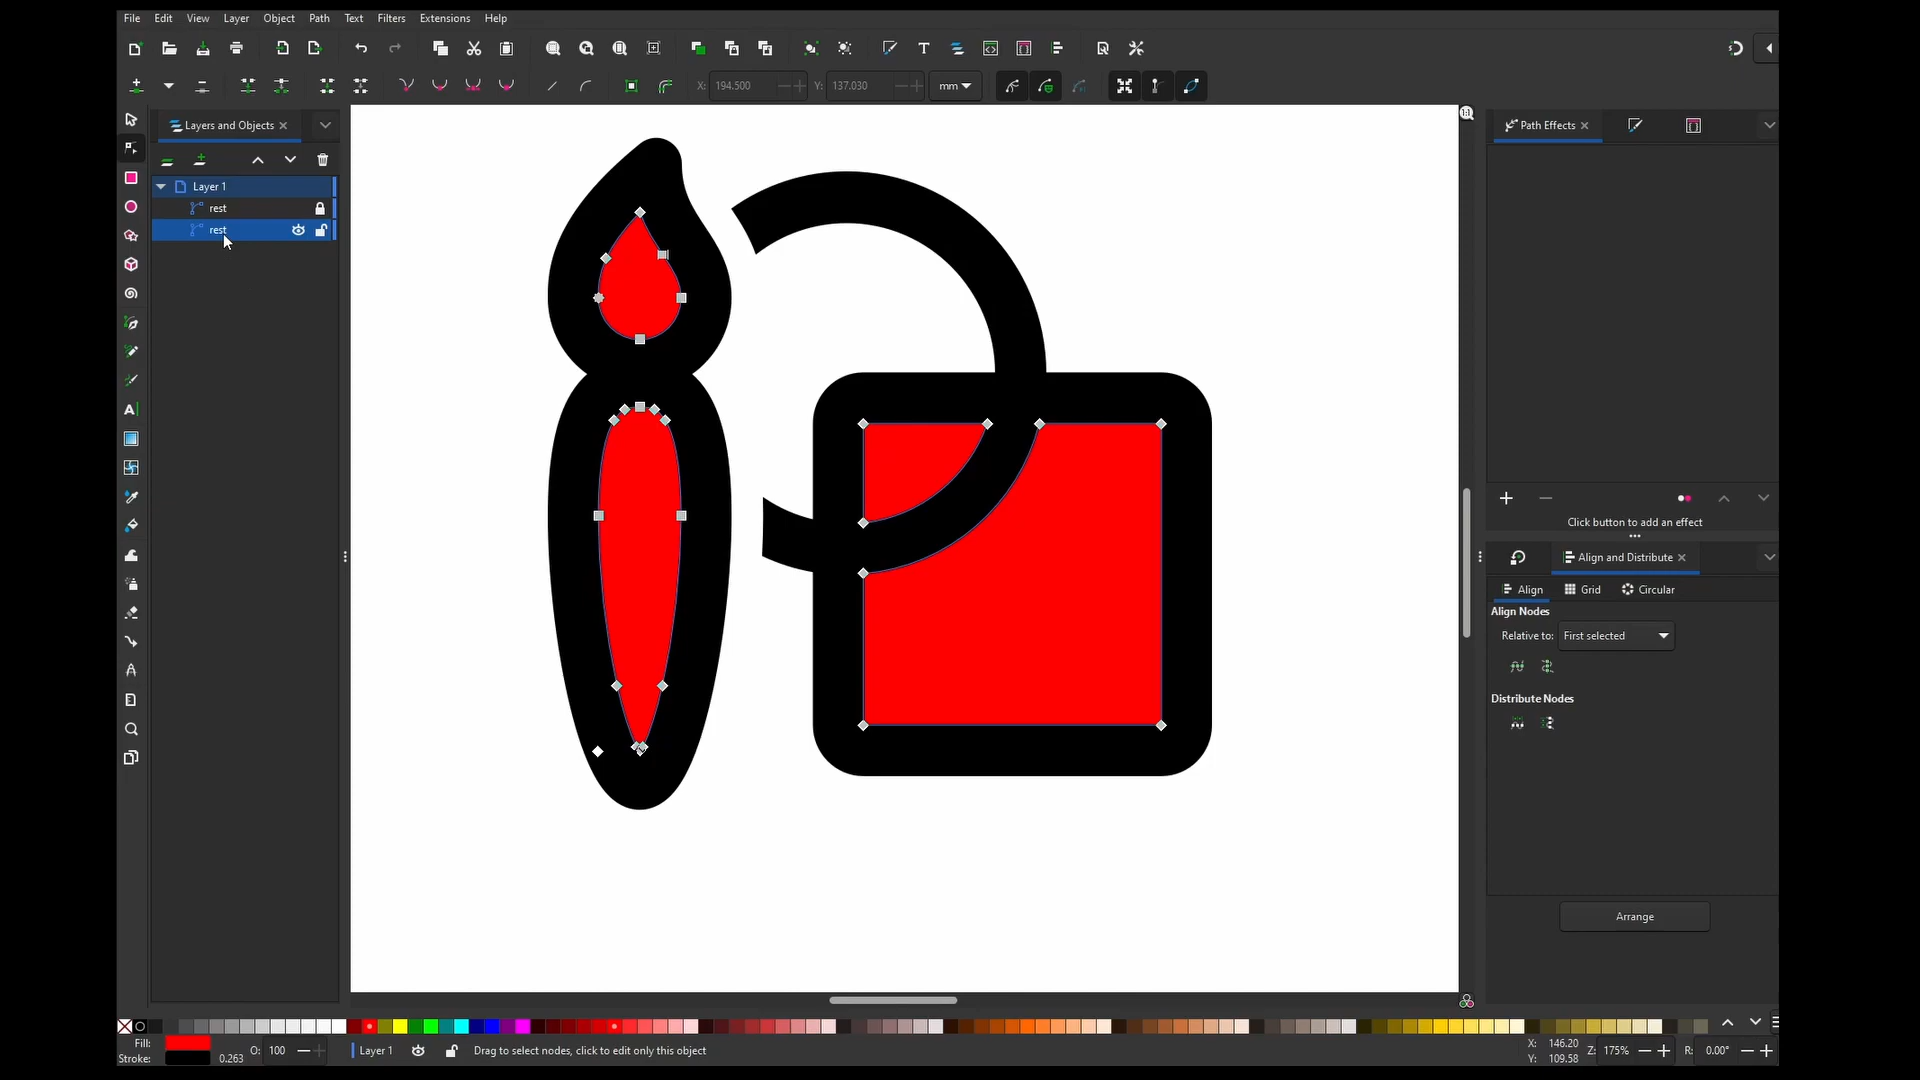 File Edit View Layer Object Path Text Filters Extensions Help
X: 194.500 Y: 137.030 mm
Layers and Objects
Layer 1
rest
rest
Path Effects
Click button to add an effect
Align and Distribute
Align Grid Circular
Align Nodes
Relative to: First selected
Distribute Nodes
Arrange
Fill:
Stroke: 0.263 O: 100 Layer 1 Drag to select nodes, click to edit only this object
X: 146.20
Y: 109.58
Z: 175% R: 0.00°